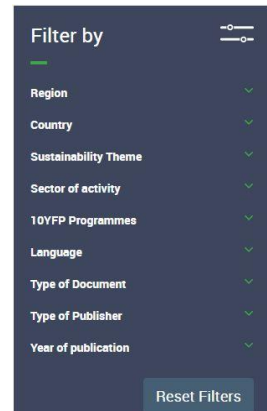 Filter by
Region
Country
Sustainability Theme
Sector of activity
10YFP Programmes
Language
Type of Document
Type of Publisher
Year of publication
Reset Filters